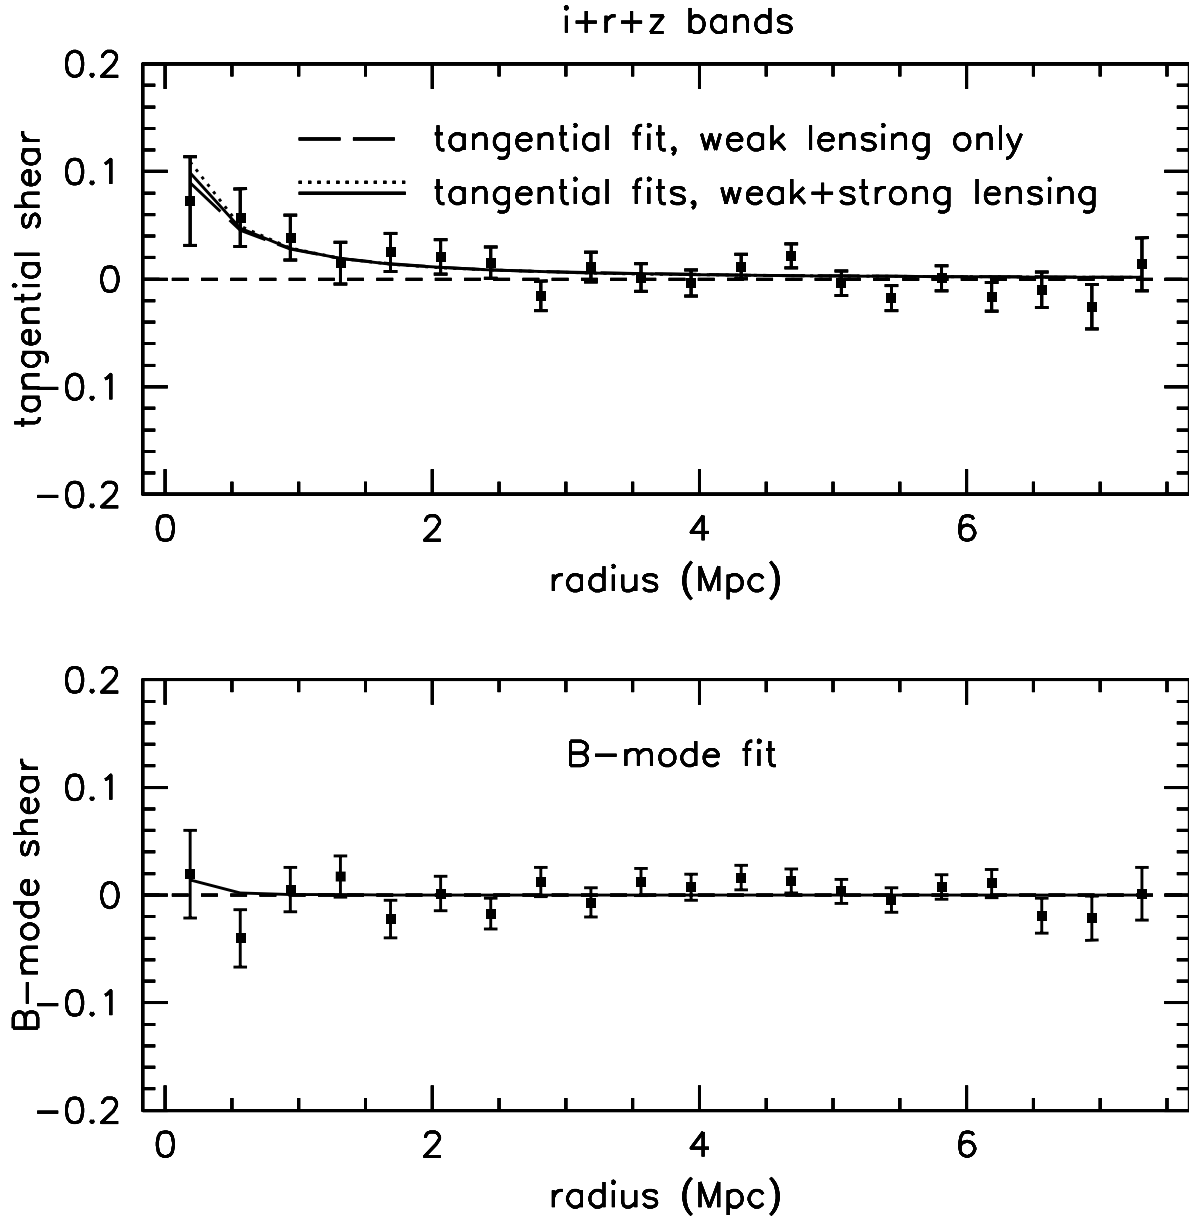 i+r+z bands
0.2
0.1
0
−0.1
−0.2
tangential shear
tangential fit, weak lensing only
tangential fits, weak+strong lensing
0 2 4 6
radius (Mpc)
0.2
0.1
0
−0.1
−0.2
B−mode shear
B−mode fit
0 2 4 6
radius (Mpc)